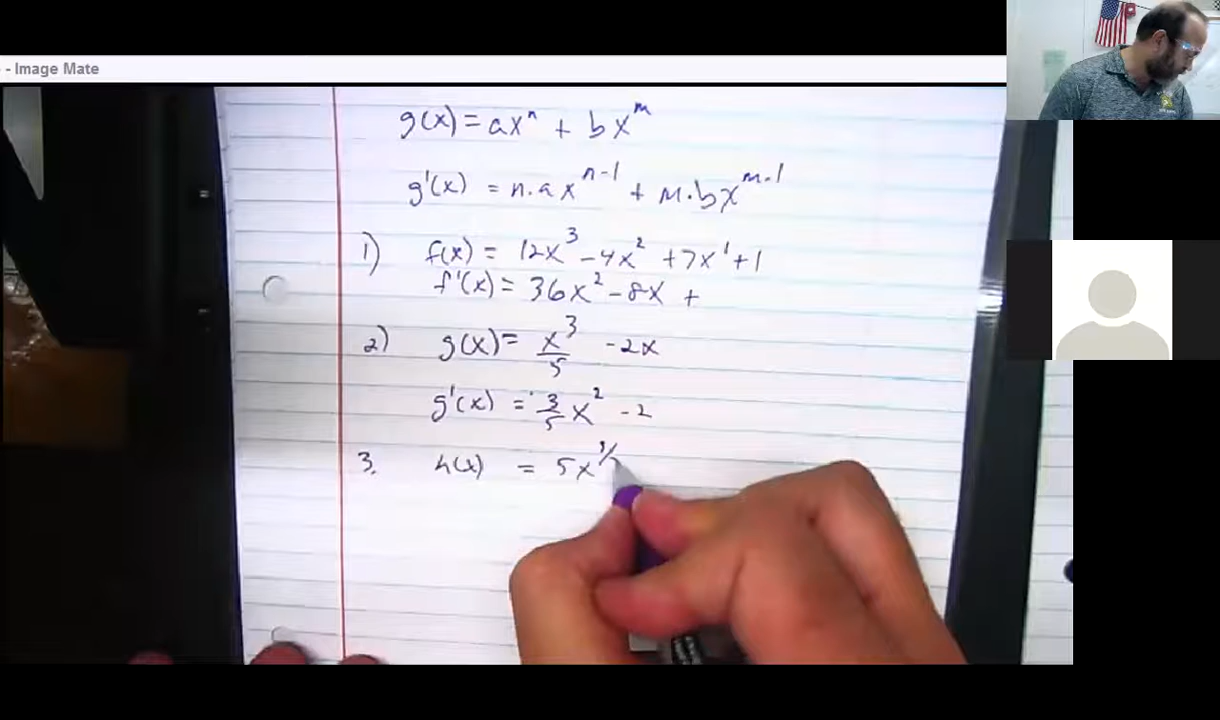 - Image Mate
g(x) = ax^n + bx^m
g'(x) = n·ax^{n-1} + m·bx^{m-1}
1) f(x) = 12x^3 - 4x^2 + 7x^1 + 1
f'(x) = 36x^2 - 8x +
2) g(x) = x^3/5 - 2x
g'(x) = 3/5 x^2 - 2
3. h(x) = 5x